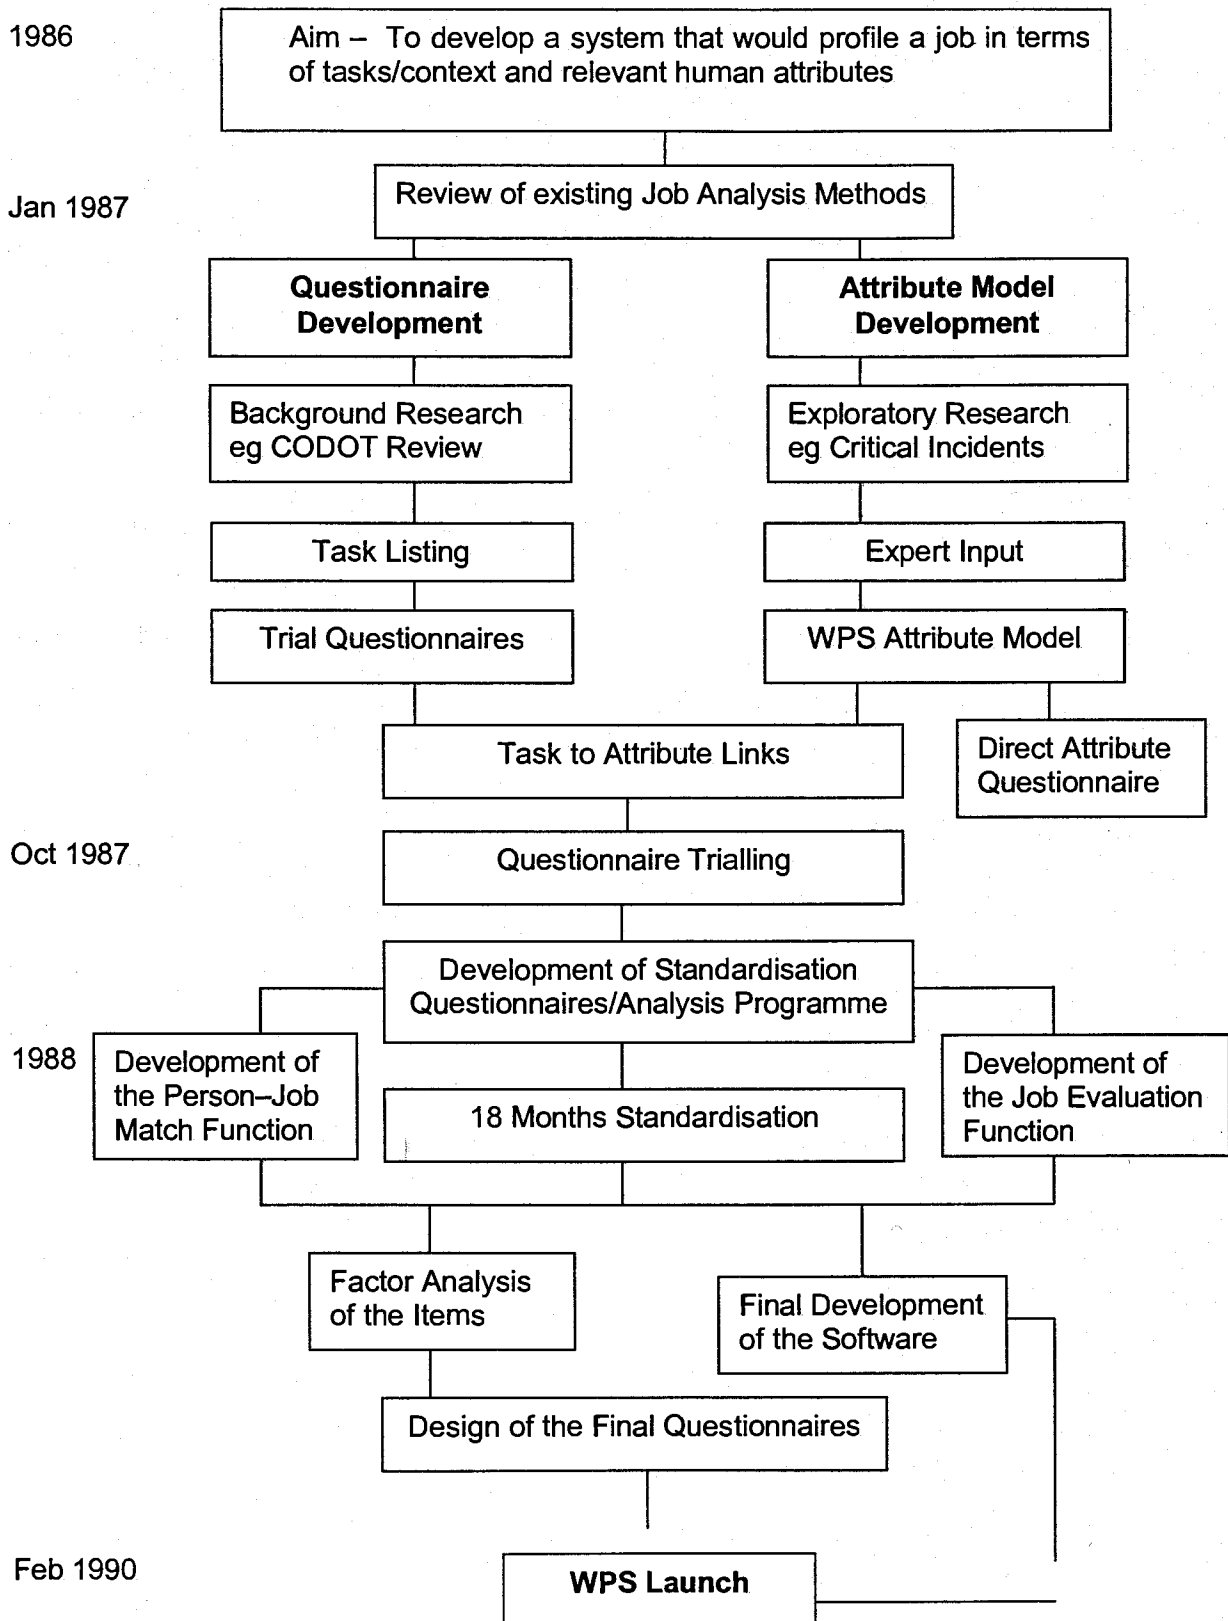 1986
Aim – To develop a system that would profile a job in terms
of tasks/context and relevant human attributes
Jan 1987
Review of existing Job Analysis Methods
Questionnaire
Development
Attribute Model
Development
Background Research
eg CODOT Review
Exploratory Research
eg Critical Incidents
Task Listing
Expert Input
Trial Questionnaires
WPS Attribute Model
Task to Attribute Links
Direct Attribute
Questionnaire
Oct 1987
Questionnaire Trialling
Development of Standardisation
Questionnaires/Analysis Programme
1988
Development of
the Person–Job
Match Function
18 Months Standardisation
Development of
the Job Evaluation
Function
Factor Analysis
of the Items
Final Development
of the Software
Design of the Final Questionnaires
Feb 1990
WPS Launch